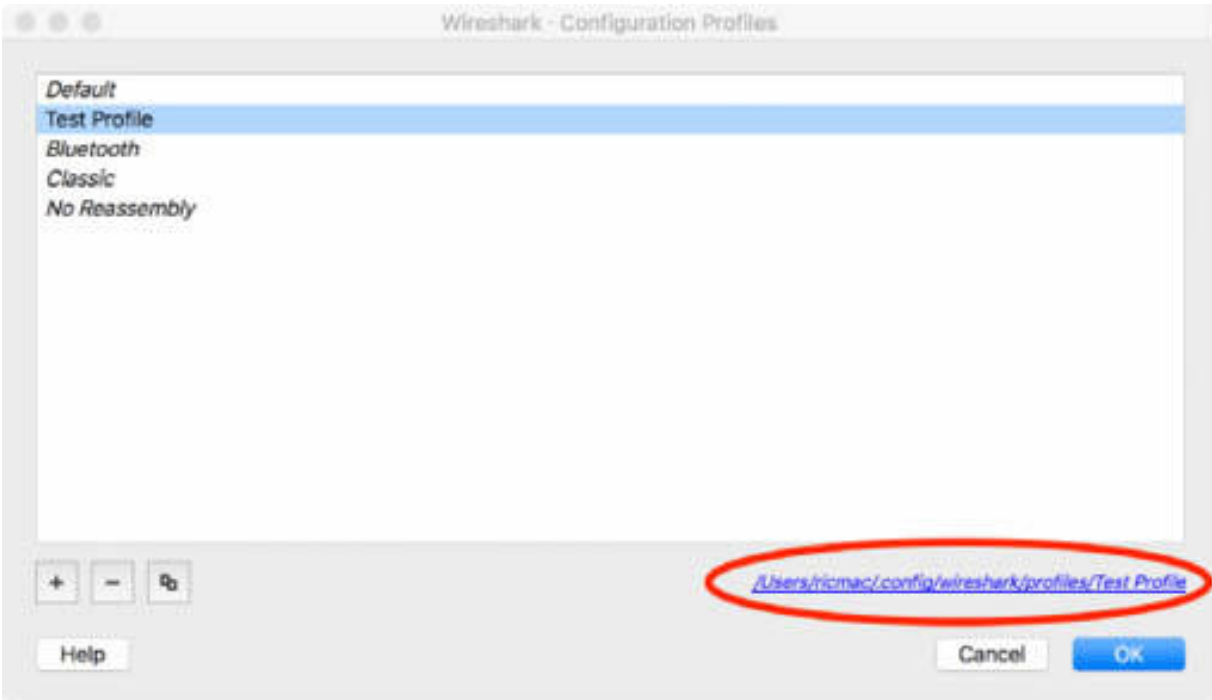 Wireshark · Configuration Profiles
Default
Test Profile
Bluetooth
Classic
No Reassembly
+ -
/Users/ricmac/.config/wireshark/profiles/Test Profile
Help
Cancel OK